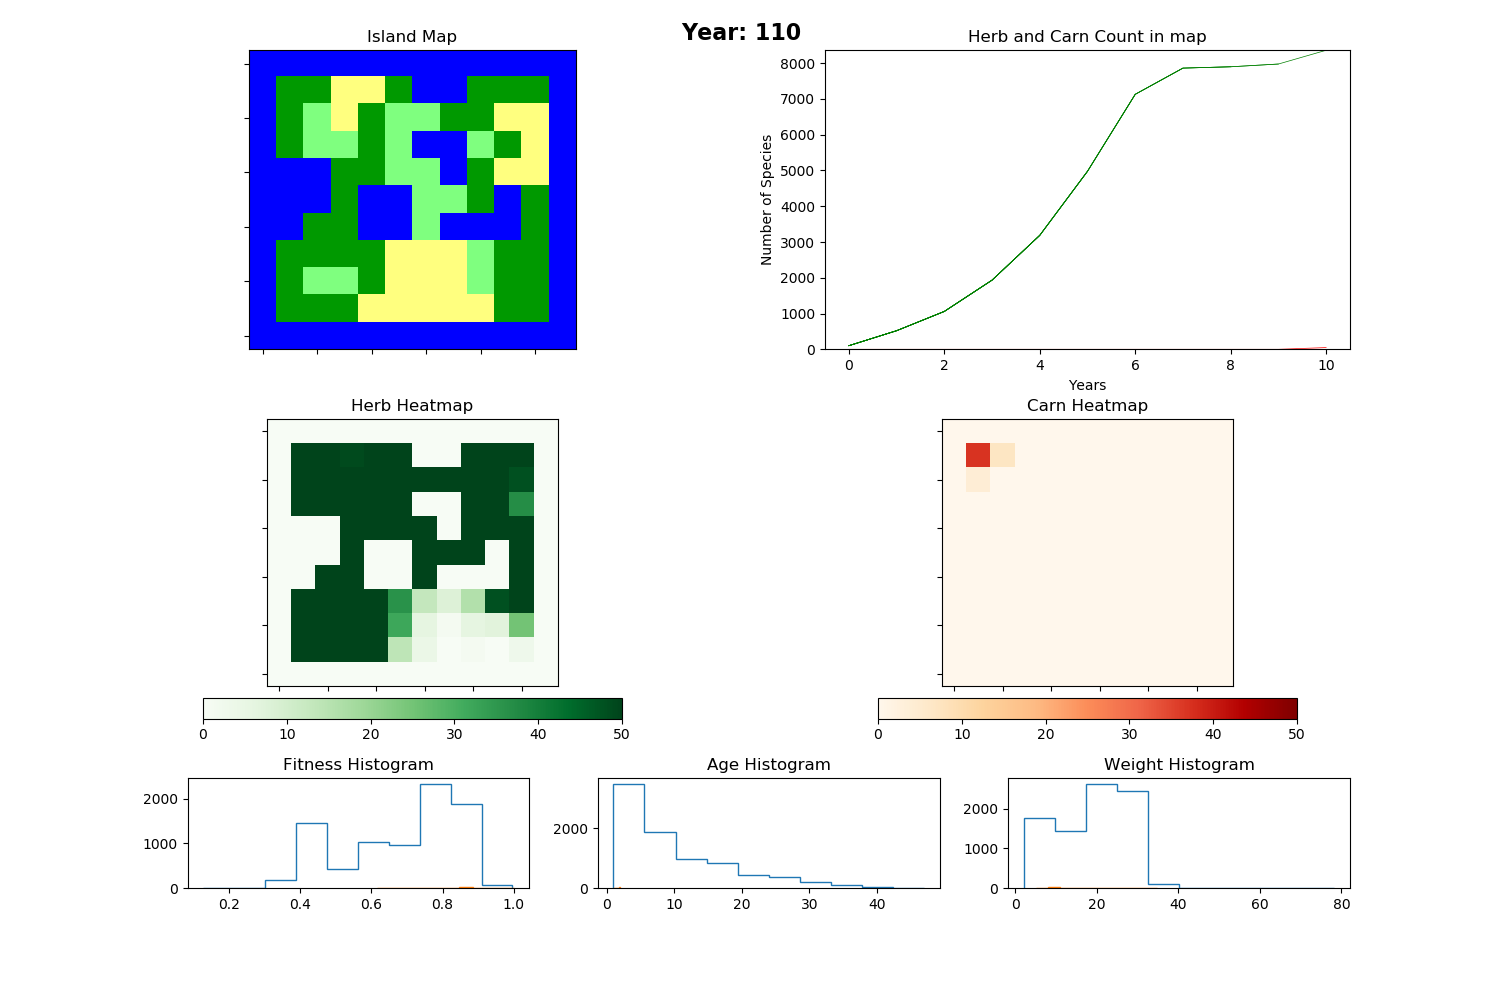 Year: 110
Island Map
Herb and Carn Count in map
8000
7000
6000
5000
4000
3000
2000
1000
0
Number of Species
0 2 4 6 8 10
Years
Herb Heatmap
Carn Heatmap
0 10 20 30 40 50
0 10 20 30 40 50
Fitness Histogram
2000
1000
0
0.2 0.4 0.6 0.8 1.0
Age Histogram
2000
0
0 10 20 30 40
Weight Histogram
2000
1000
0
0 20 40 60 80